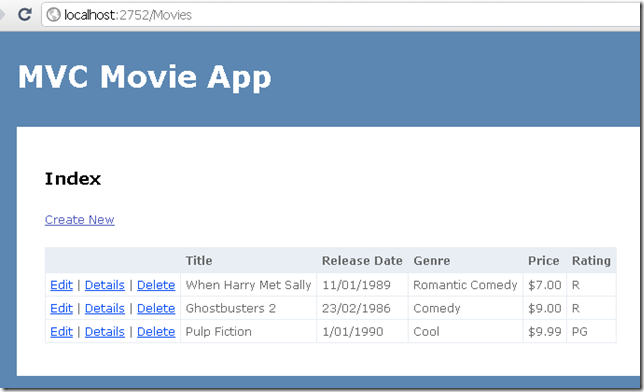 localhost:2752/Movies
MVC Movie App
Index
Create New
Title Release Date Genre Price Rating
Edit | Details | Delete When Harry Met Sally 11/01/1989 Romantic Comedy $7.00 R
Edit | Details | Delete Ghostbusters 2 23/02/1986 Comedy $9.00 R
Edit | Details | Delete Pulp Fiction 1/01/1990 Cool $9.99 PG